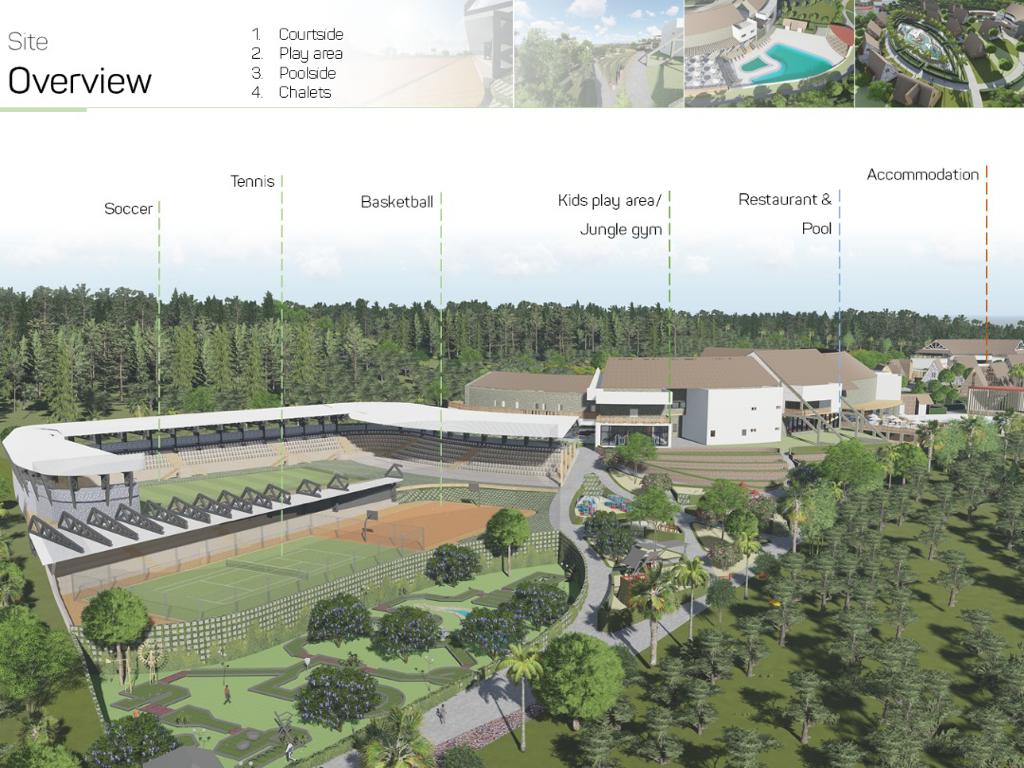 Site
Overview
1. Courtside
2. Play area
3. Poolside
4. Chalets
Soccer
Tennis
Basketball
Kids play area/
Jungle gym
Restaurant &
Pool
Accommodation